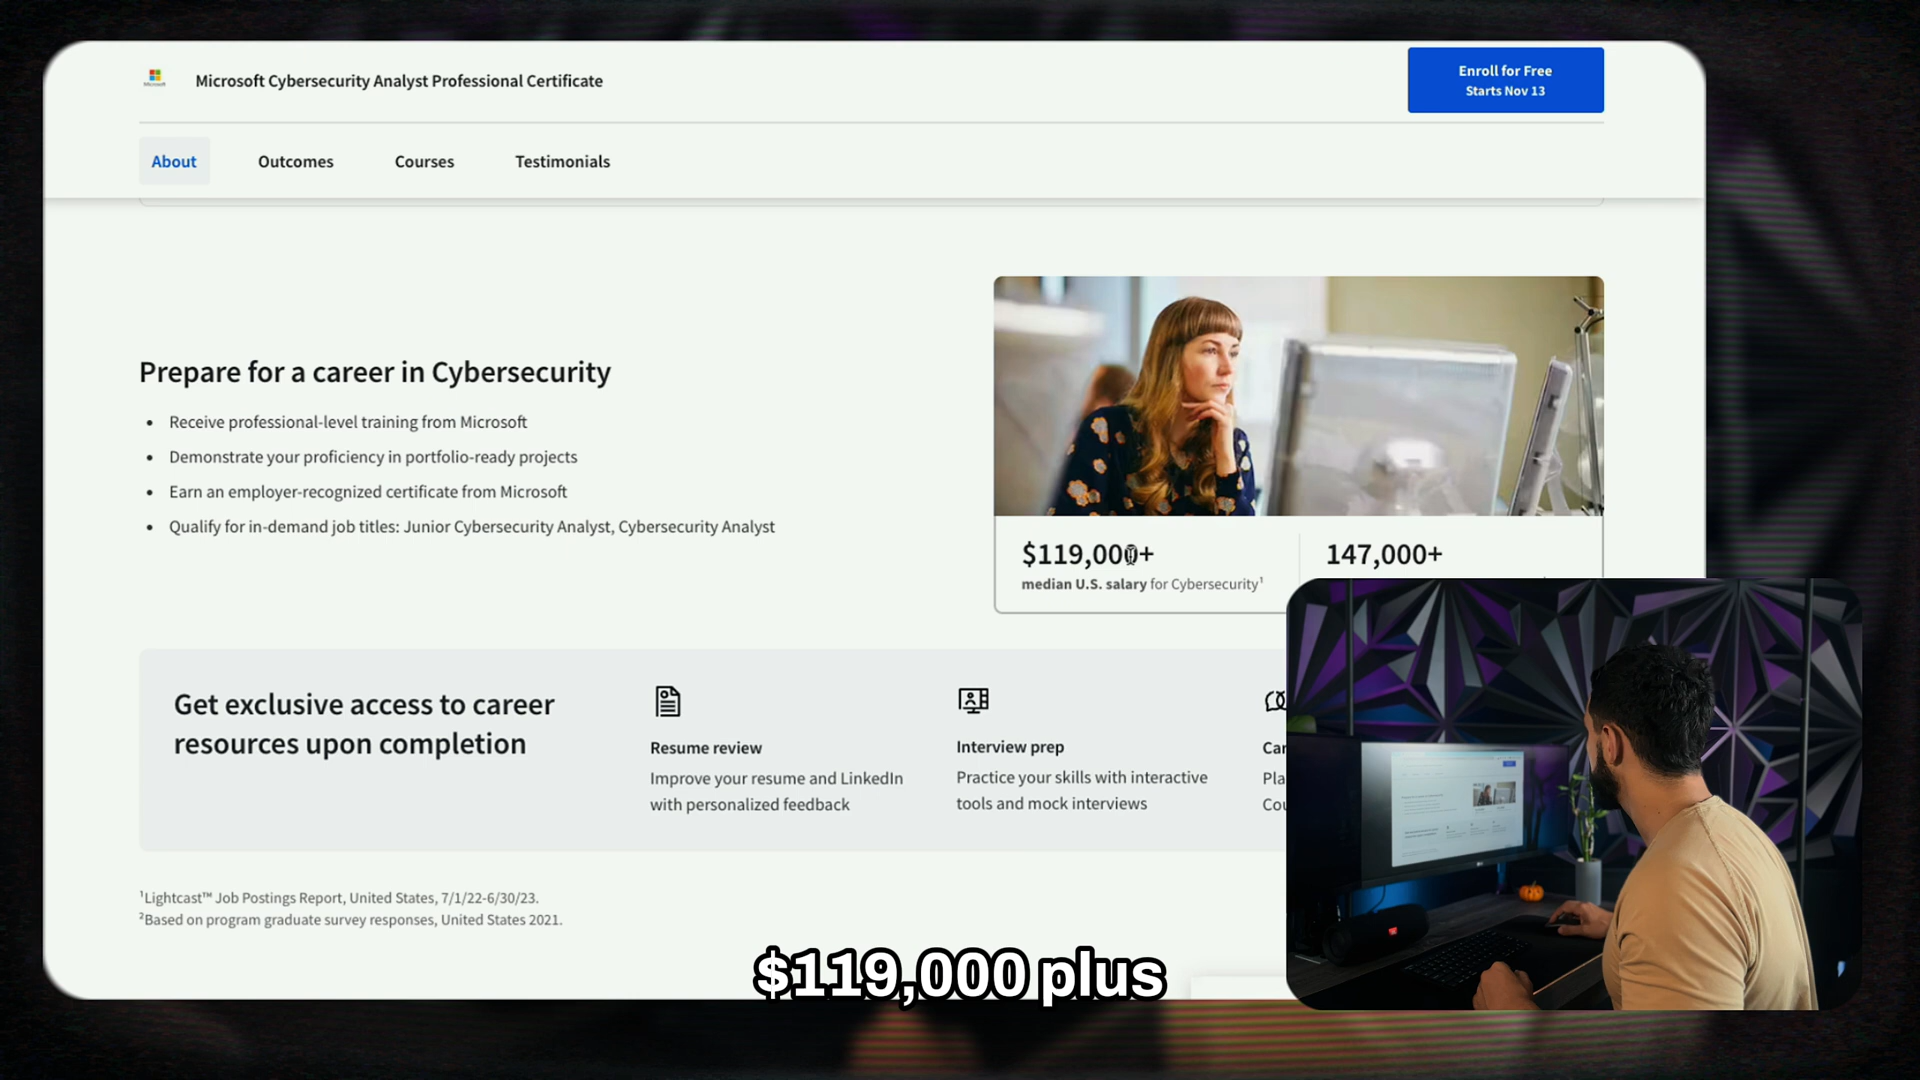 Microsoft
Microsoft Cybersecurity Analyst Professional Certificate
Enroll for Free
Starts Nov 13
About
Outcomes
Courses
Testimonials
Prepare for a career in Cybersecurity
• Receive professional-level training from Microsoft
• Demonstrate your proficiency in portfolio-ready projects
• Earn an employer-recognized certificate from Microsoft
• Qualify for in-demand job titles: Junior Cybersecurity Analyst, Cybersecurity Analyst
$119,000+
median U.S. salary for Cybersecurity¹
147,000+
Get exclusive access to career
resources upon completion
Resume review
Improve your resume and LinkedIn
with personalized feedback
Interview prep
Practice your skills with interactive
tools and mock interviews
Car
Pla
Cou
¹Lightcast™ Job Postings Report, United States, 7/1/22-6/30/23.
²Based on program graduate survey responses, United States 2021.
$119,000 plus